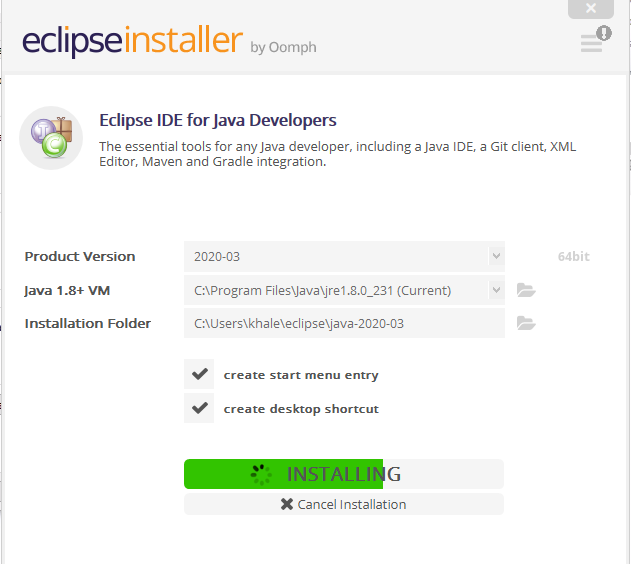 eclipseinstaller by Oomph
Eclipse IDE for Java Developers
The essential tools for any Java developer, including a Java IDE, a Git client, XML
Editor, Maven and Gradle integration.
Product Version 2020-03 64bit
Java 1.8+ VM C:\Program Files\Java\jre1.8.0_231 (Current)
Installation Folder C:\Users\khale\eclipse\java-2020-03
create start menu entry
create desktop shortcut
INSTALLING
Cancel Installation